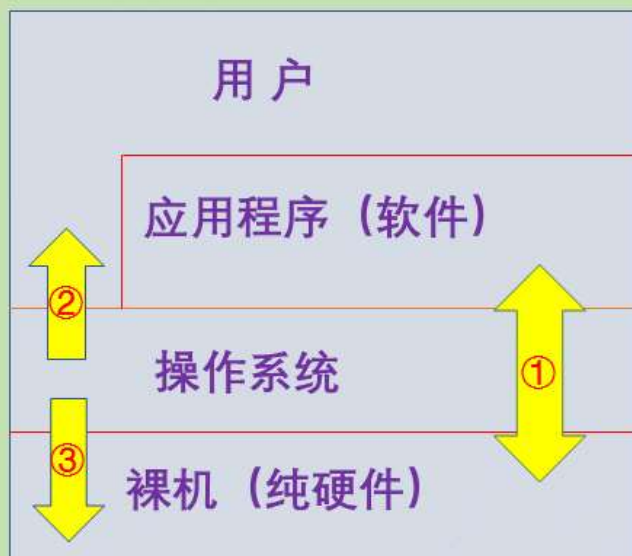 用 户
应用程序（软件）
②
操作系统
①
③
裸机（纯硬件）